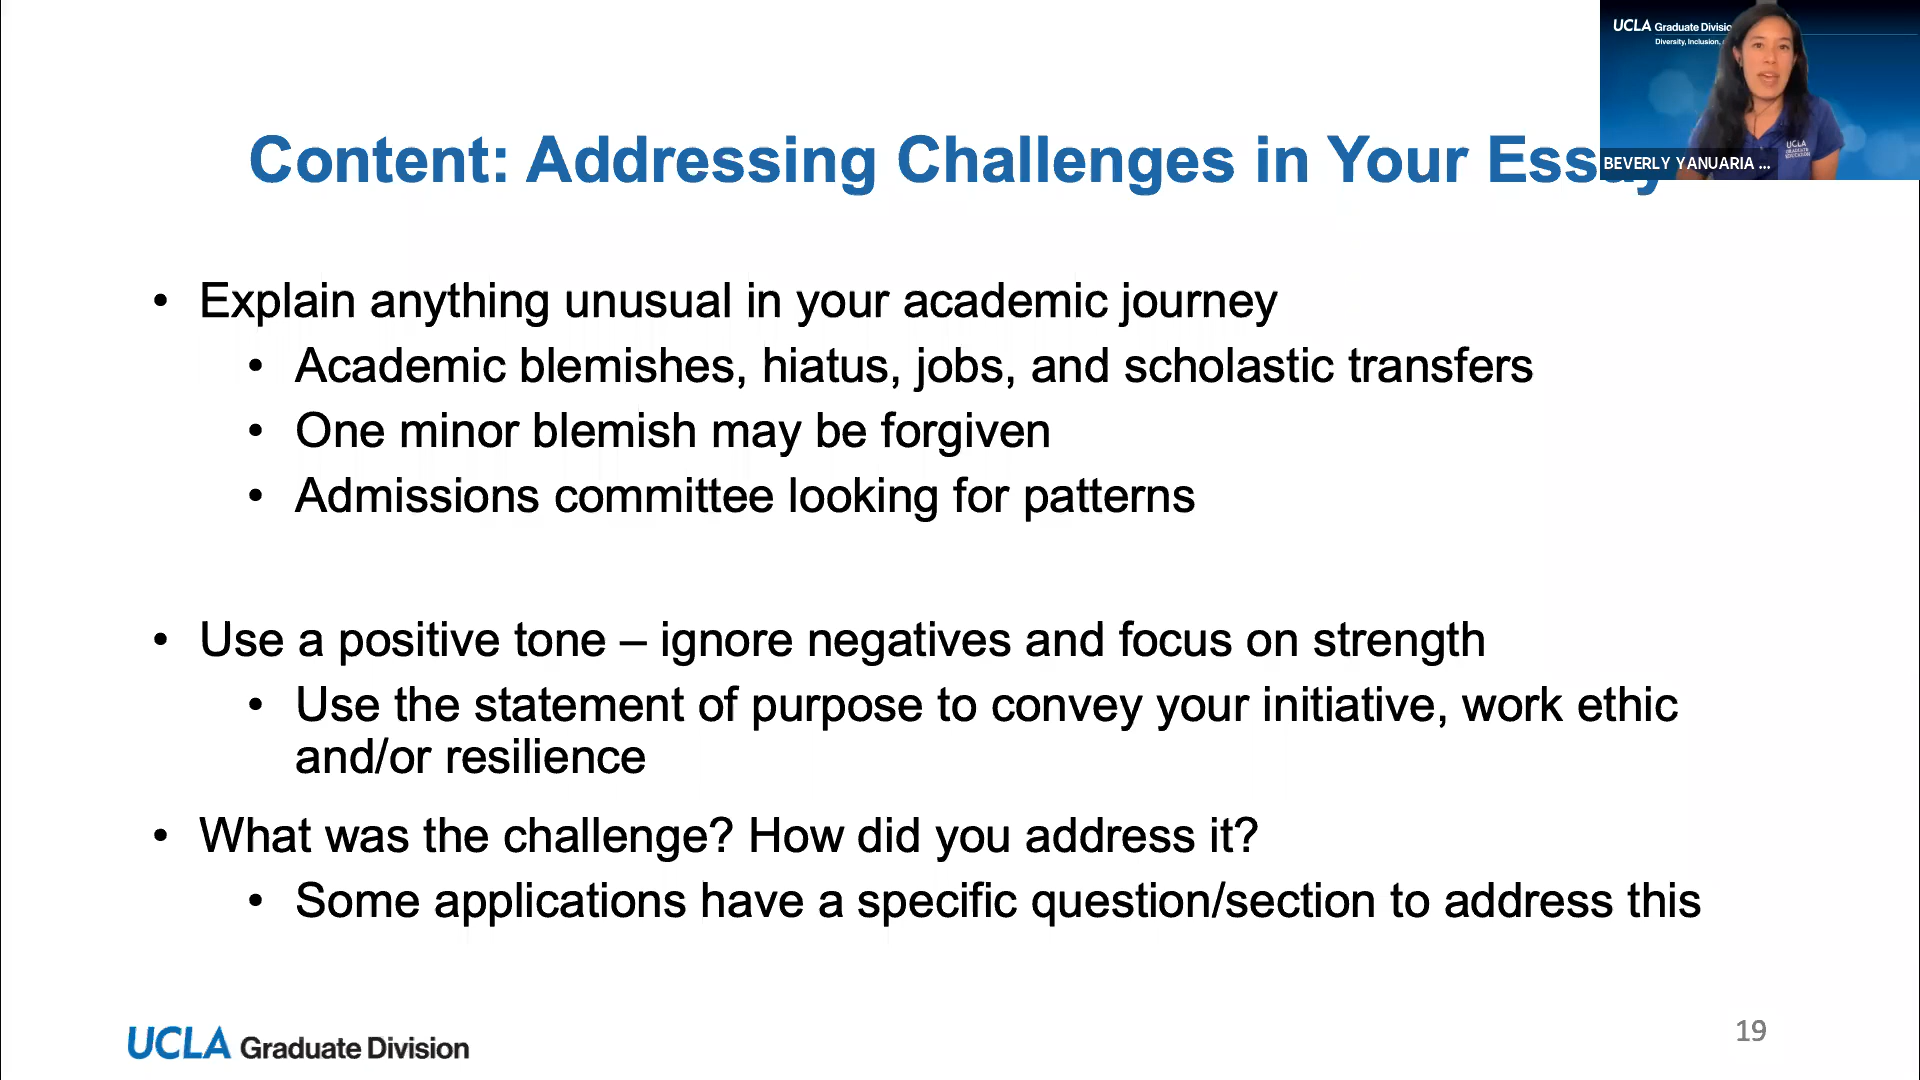 UCLA Graduate Divisio
Diversity, Inclusion,
UCLA
GRADUATE
EDUCATION
BEVERLY YANUARIA ...
Content: Addressing Challenges in Your Essay
• Explain anything unusual in your academic journey
• Academic blemishes, hiatus, jobs, and scholastic transfers
• One minor blemish may be forgiven
• Admissions committee looking for patterns
• Use a positive tone – ignore negatives and focus on strength
• Use the statement of purpose to convey your initiative, work ethic
and/or resilience
• What was the challenge? How did you address it?
• Some applications have a specific question/section to address this
UCLA Graduate Division
19